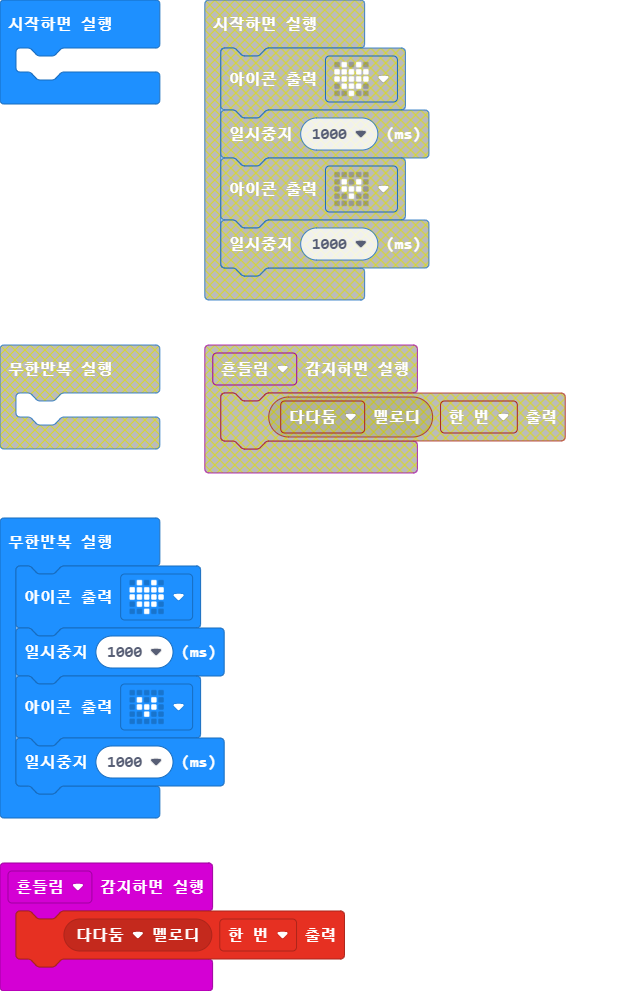 시작하면 실행
시작하면 실행
아이콘 출력
일시중지 1000 (ms)
아이콘 출력
일시중지 1000 (ms)
무한반복 실행
흔들림 감지하면 실행
다다둠 멜로디 한 번 출력
무한반복 실행
아이콘 출력
일시중지 1000 (ms)
아이콘 출력
일시중지 1000 (ms)
흔들림 감지하면 실행
다다둠 멜로디 한 번 출력